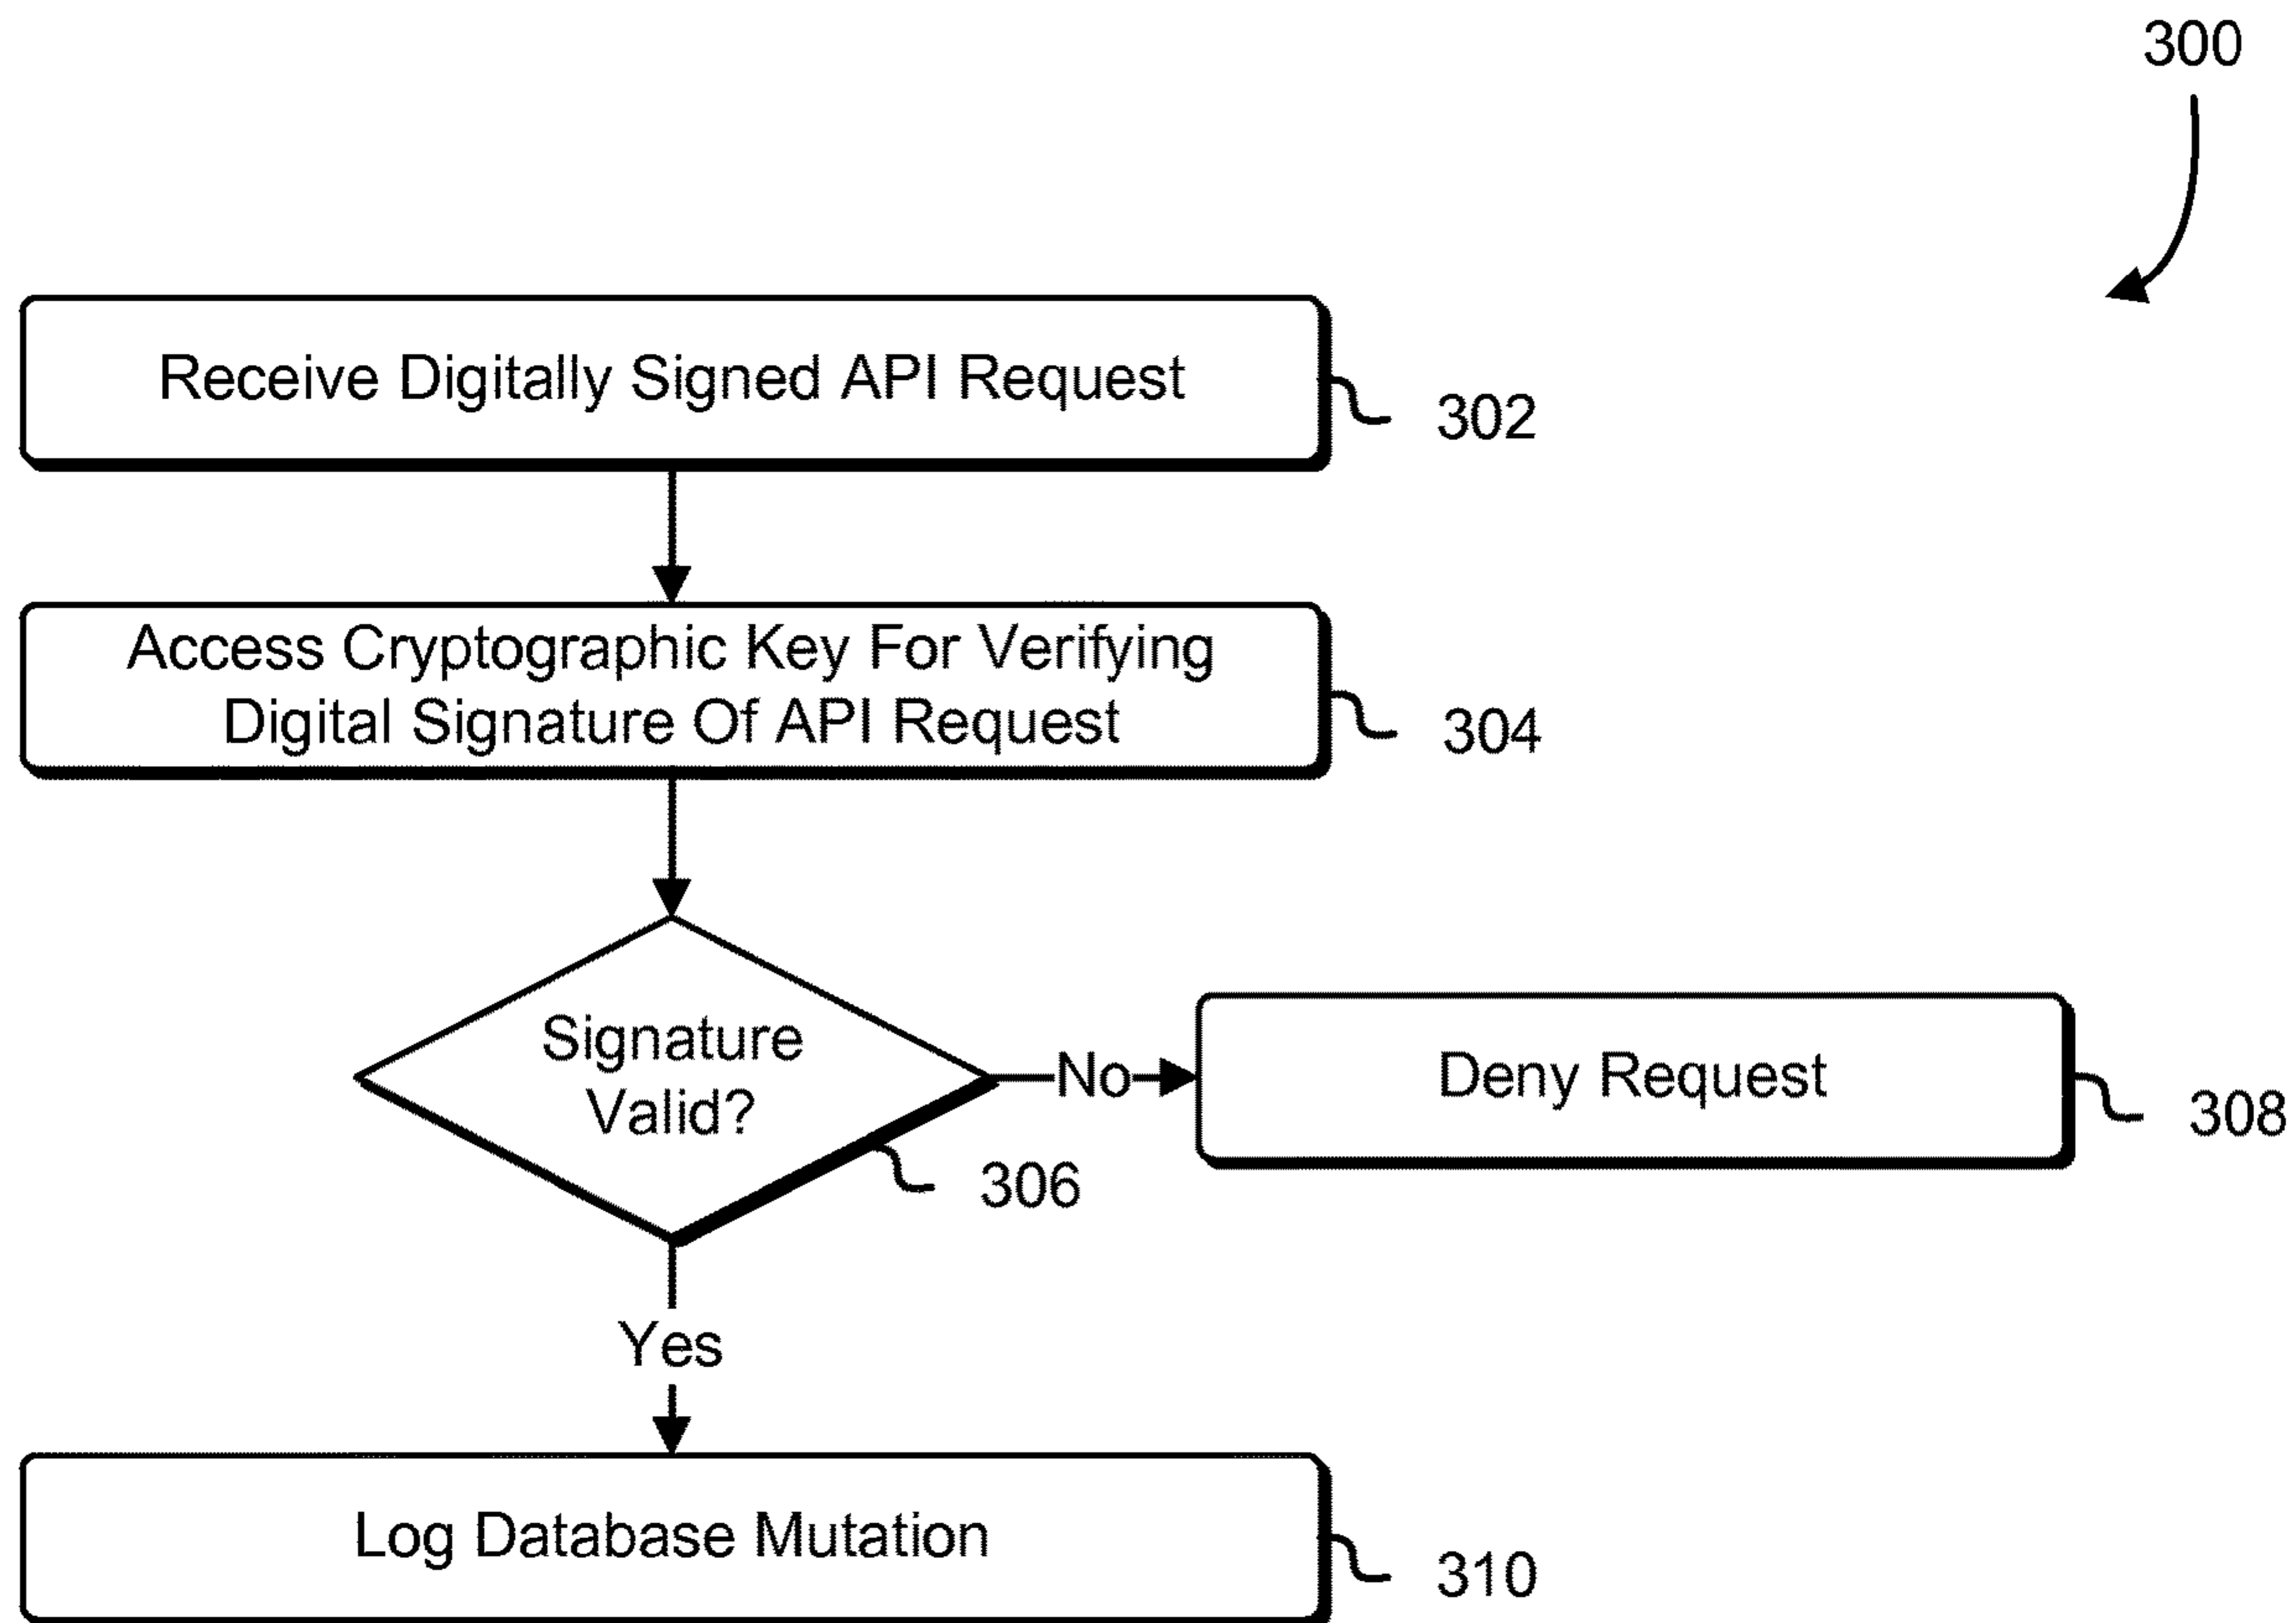 300
Receive Digitally Signed API Request
302
Access Cryptographic Key For Verifying
Digital Signature Of API Request
304
Signature
Valid?
No
Deny Request
308
306
Yes
Log Database Mutation
310